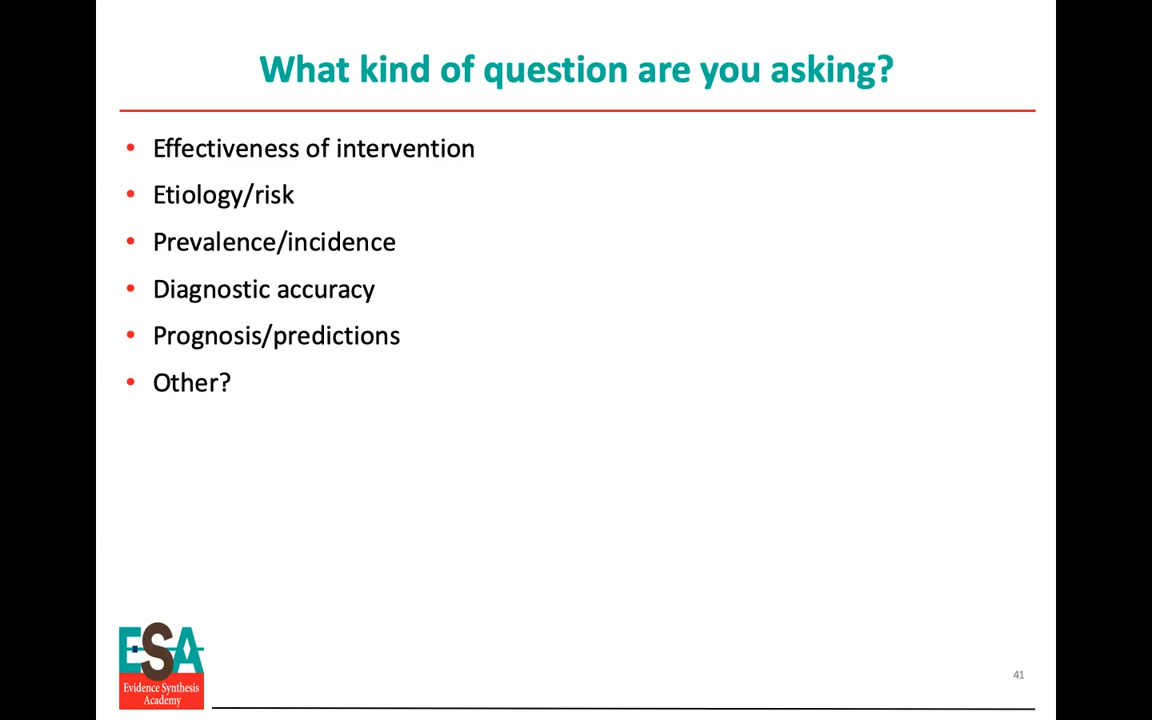 What kind of question are you asking?
• Effectiveness of intervention
• Etiology/risk
• Prevalence/incidence
• Diagnostic accuracy
• Prognosis/predictions
• Other?
ESA
Evidence Synthesis
Academy
41